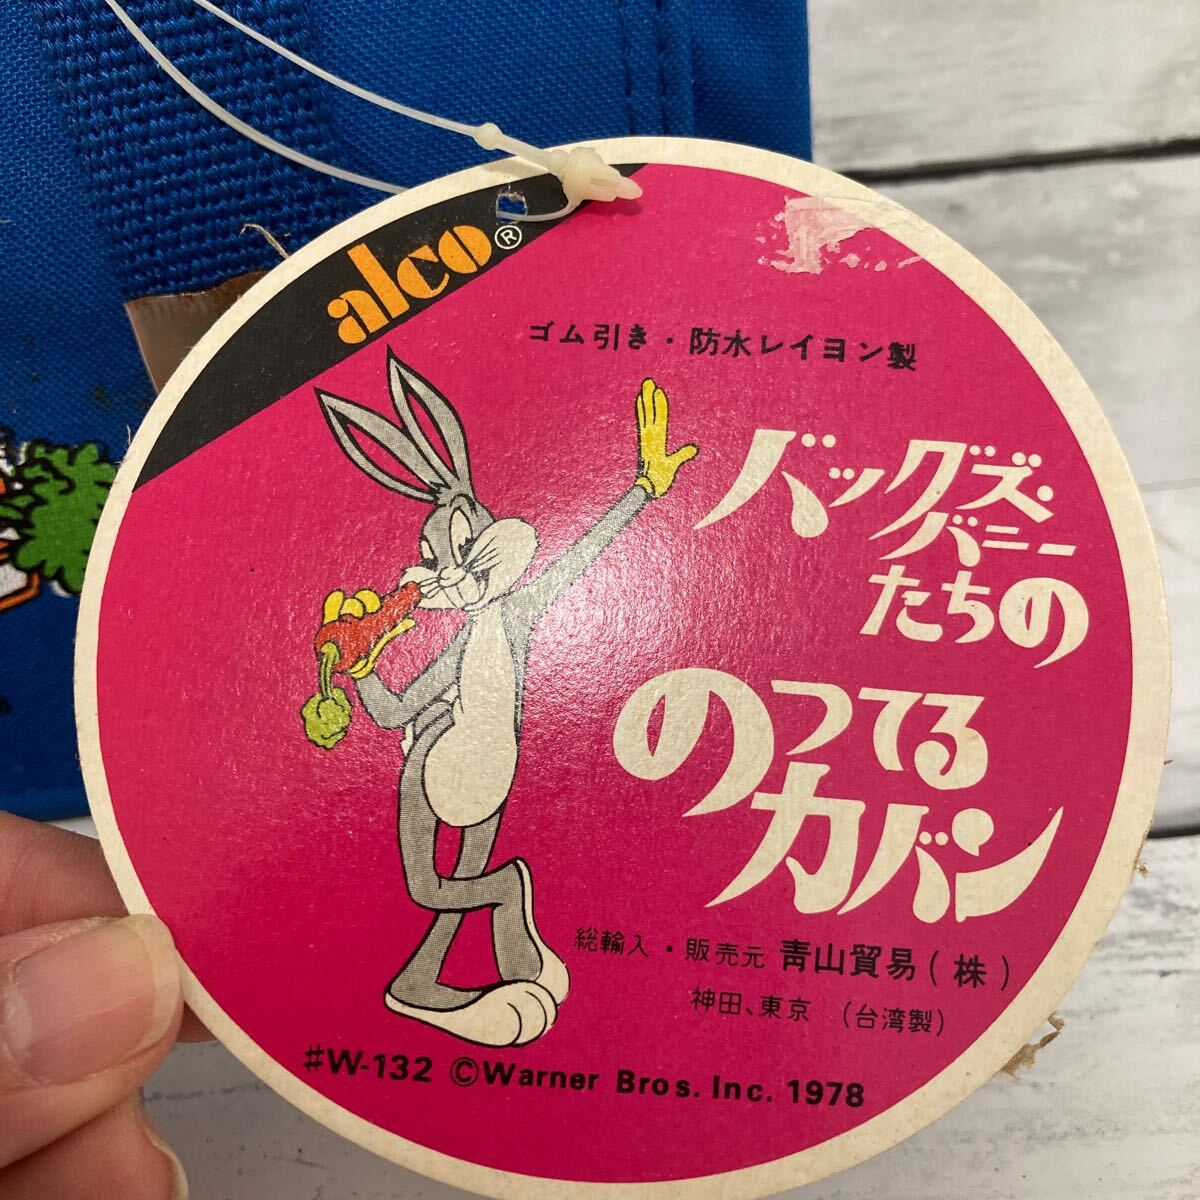 alco®
ゴム引き・防水レイヨン製
バックズ・
バニー
たちの
のってる
カバン
総輸入・販売元 青山貿易(株)
神田、東京 (台湾製)
#W-132 ©Warner Bros. Inc. 1978